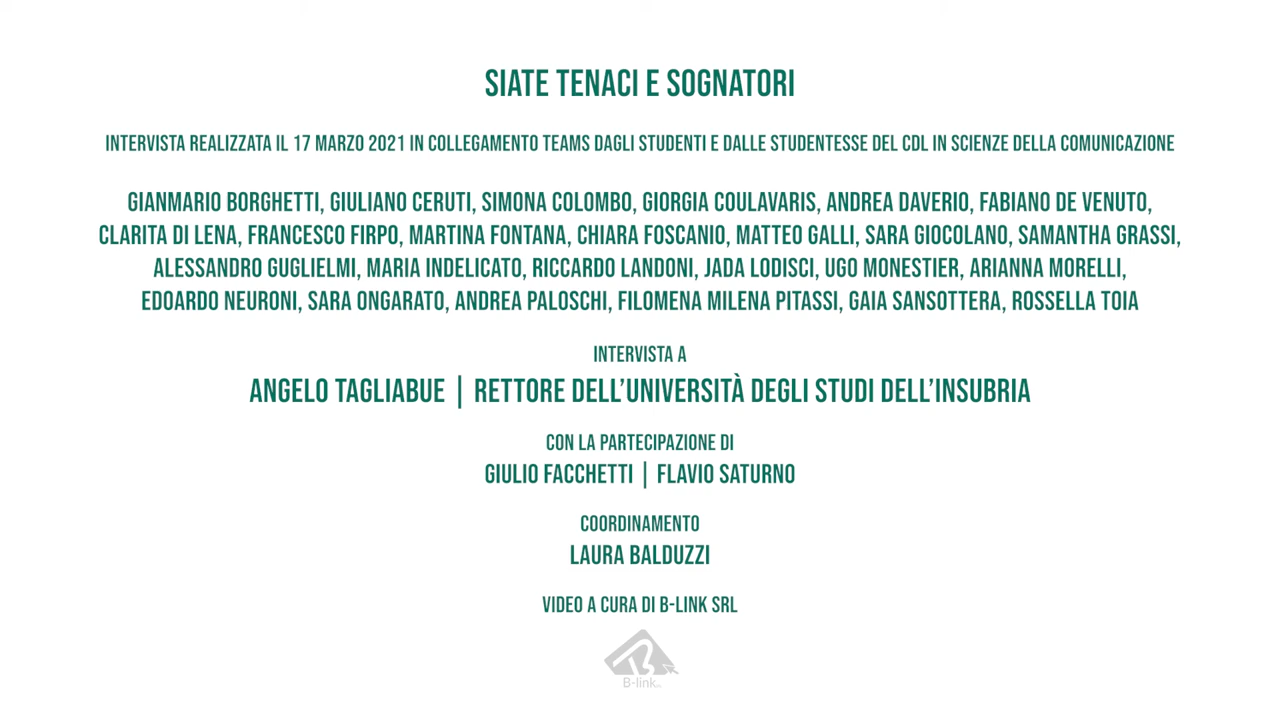 SIATE TENACI E SOGNATORI
INTERVISTA REALIZZATA IL 17 MARZO 2021 IN COLLEGAMENTO TEAMS DAGLI STUDENTI E DALLE STUDENTESSE DEL CDL IN SCIENZE DELLA COMUNICAZIONE
GIANMARIO BORGHETTI, GIULIANO CERUTI, SIMONA COLOMBO, GIORGIA COULAVARIS, ANDREA DAVERIO, FABIANO DE VENUTO,
CLARITA DI LENA, FRANCESCO FIRPO, MARTINA FONTANA, CHIARA FOSCANIO, MATTEO GALLI, SARA GIOCOLANO, SAMANTHA GRASSI,
ALESSANDRO GUGLIELMI, MARIA INDELICATO, RICCARDO LANDONI, JADA LODISCI, UGO MONESTIER, ARIANNA MORELLI,
EDOARDO NEURONI, SARA ONGARATO, ANDREA PALOSCHI, FILOMENA MILENA PITASSI, GAIA SANSOTTERA, ROSSELLA TOIA
INTERVISTA A
ANGELO TAGLIABUE | RETTORE DELL'UNIVERSITÀ DEGLI STUDI DELL'INSUBRIA
CON LA PARTECIPAZIONE DI
GIULIO FACCHETTI | FLAVIO SATURNO
COORDINAMENTO
LAURA BALDUZZI
VIDEO A CURA DI B-LINK SRL
B-link